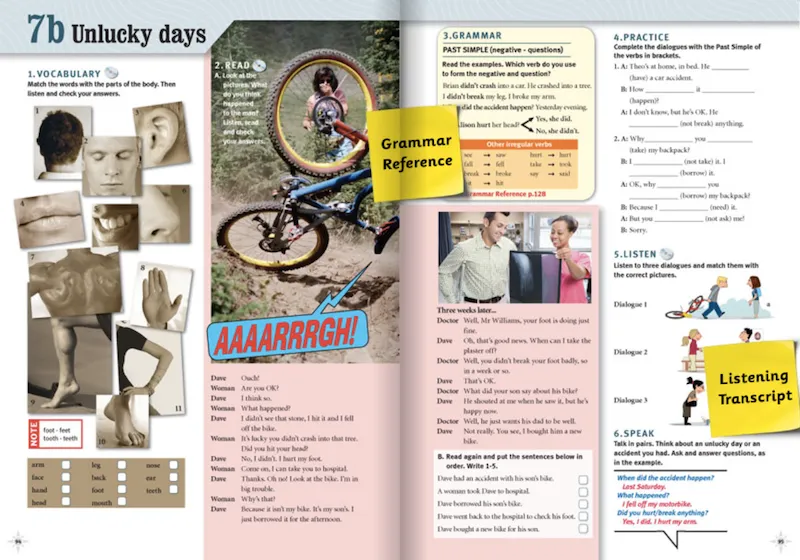 7b Unlucky days
1.VOCABULARY
Match the words with the parts of the body. Then
listen and check your answers.
1
2
3
4
5
6
7
8
9
10
11
NOTE
foot - feet
tooth - teeth
arm
leg
nose
face
back
ear
hand
foot
teeth
head
mouth
94
2.READ
A. Look at the
pictures. What
do you think
happened
to the man?
Listen, read
and check
your answers.
AAAARRRGH!
Dave Ouch!
Woman Are you OK?
Dave I think so.
Woman What happened?
Dave I didn't see that stone, I hit it and I fell
off the bike.
Woman It's lucky you didn't crash into that tree.
Did you hit your head?
Dave No, I didn't. I hurt my foot.
Woman Come on, I can take you to hospital.
Dave Thanks. Oh no! Look at the bike. I'm in
big trouble.
Woman Why's that?
Dave Because it isn't my bike. It's my son's. I
just borrowed it for the afternoon.
Grammar
Reference
3.GRAMMAR
PAST SIMPLE (negative - questions)
Read the examples. Which verb do you use
to form the negative and question?
Brian didn't crash into a car. He crashed into a tree.
I didn't break my leg, I broke my arm.
did the accident happen? Yesterday evening.
hurt her head?
Yes, she did.
No, she didn't.
Other irregular verbs
see → saw hurt → hurt
fall → fell take → took
break → broke say → said
hit → hit
Grammar Reference p.128
Three weeks later...
Doctor Well, Mr Williams, your foot is doing just
fine.
Dave Oh, that's good news. When can I take the
plaster off?
Doctor Well, you didn't break your foot badly, so
in a week or so.
Dave That's OK.
Doctor What did your son say about his bike?
Dave He shouted at me when he saw it, but he's
happy now.
Doctor Well, he just wants his dad to be well.
Dave Not really. You see, I bought him a new
bike.
B. Read again and put the sentences below in
order. Write 1-5.
Dave had an accident with his son's bike.
A woman took Dave to hospital.
Dave borrowed his son's bike.
Dave went back to the hospital to check his foot.
Dave bought a new bike for his son.
4.PRACTICE
Complete the dialogues with the Past Simple of
the verbs in brackets.
1. A: Theo's at home, in bed. He
(have) a car accident.
B: How it
(happen)?
A: I don't know, but he's OK. He
(not break) anything.
2. A: Why you
(take) my backpack?
B: I (not take) it. I
(borrow) it.
A: OK, why you
(borrow) my backpack?
B: Because I (need) it.
A: But you (not ask) me!
B: Sorry.
5.LISTEN
Listen to three dialogues and match them with
the correct pictures.
Dialogue 1
a
Dialogue 2
Dialogue 3
Listening
Transcript
6.SPEAK
Talk in pairs. Think about an unlucky day or an
accident you had. Ask and answer questions, as
in the example.
When did the accident happen?
Last Saturday.
What happened?
I fell off my motorbike.
Did you hurt/break anything?
Yes, I did. I hurt my arm.
95